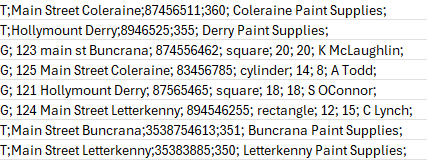 T;Main Street Coleraine;87456511;360; Coleraine Paint Supplies;
T;Hollymount Derry;8946525;355; Derry Paint Supplies;
G; 123 main st Buncrana; 874556462; square; 20; 20; K McLaughlin;
G; 125 Main Street Coleraine; 83456785; cylinder; 14; 8; A Todd;
G; 121 Hollymount Derry; 87565465; square; 18; 18; S OConnor;
G; 124 Main Street Letterkenny; 894546255; rectangle; 12; 15; C Lynch;
T;Main Street Buncrana;3538754613;351; Buncrana Paint Supplies;
T;Main Street Letterkenny;35383885;350; Letterkenny Paint Supplies;